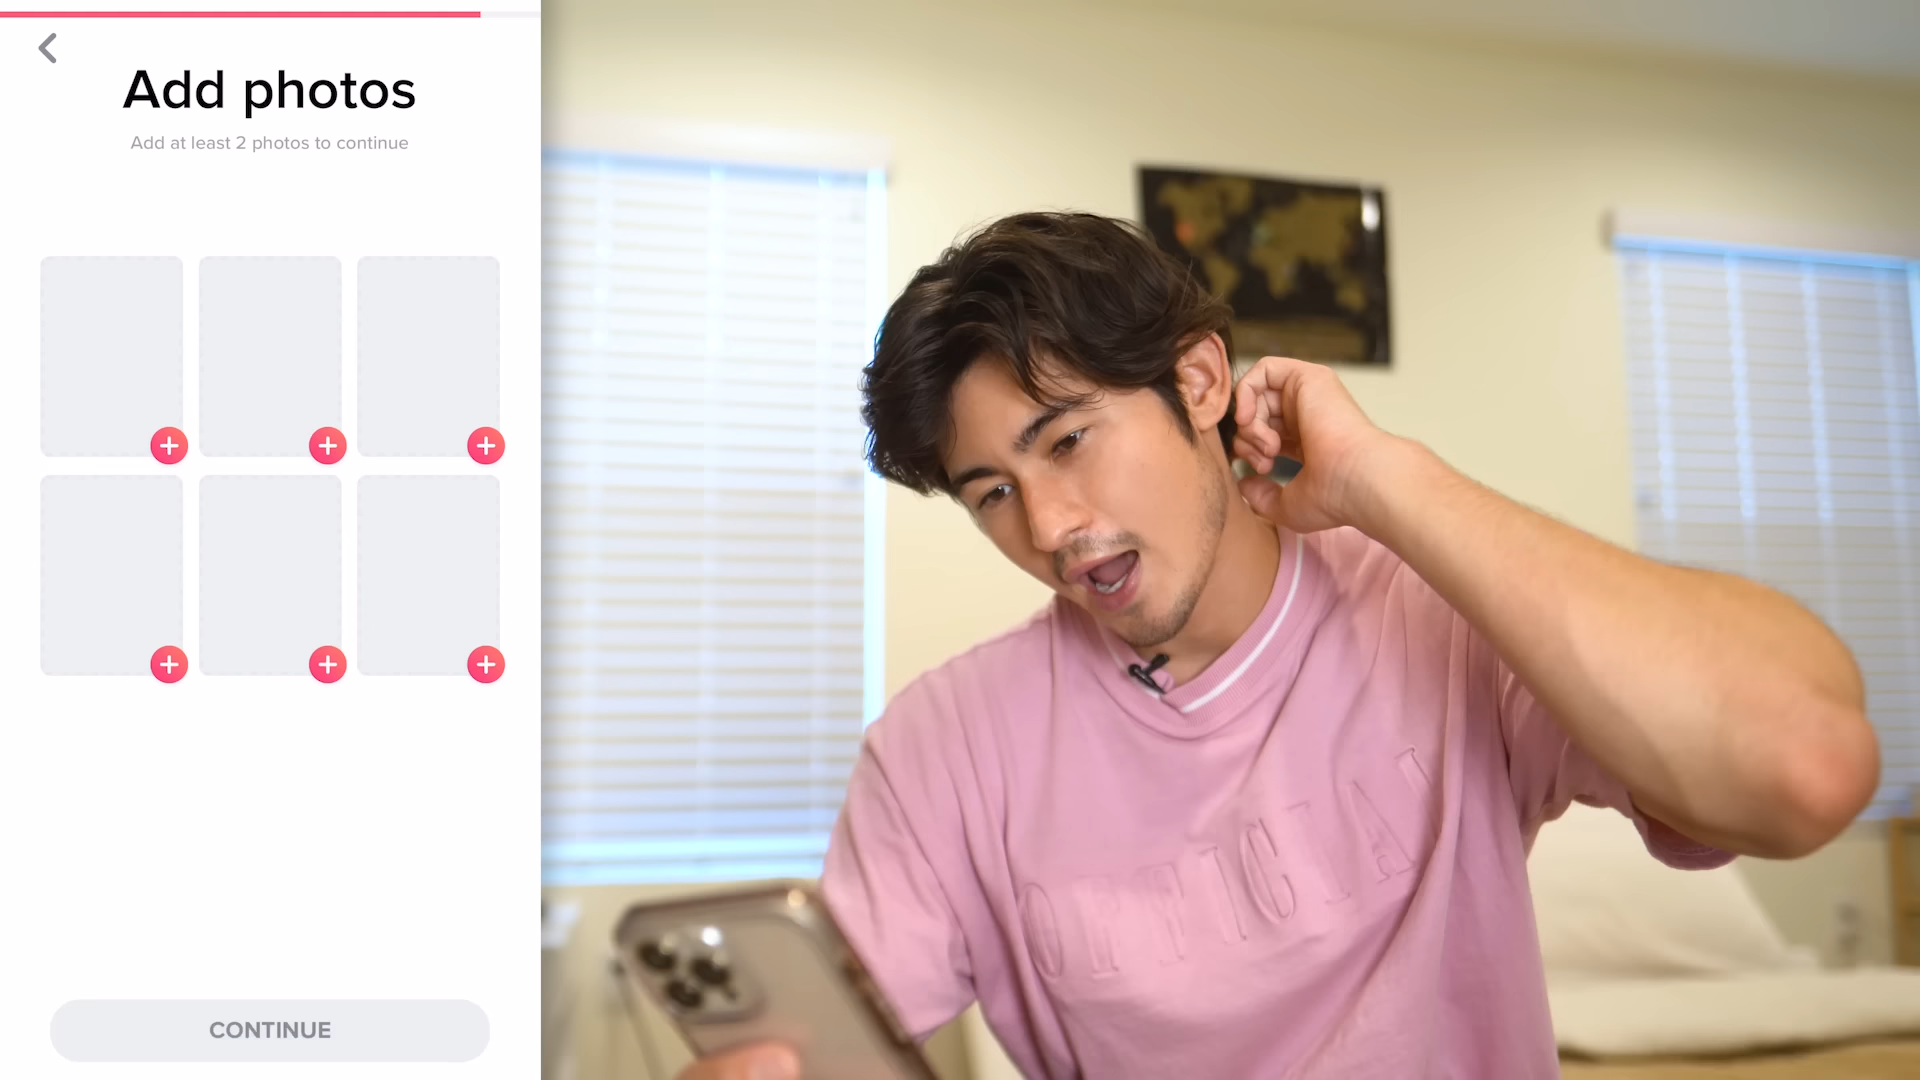 Add photos
Add at least 2 photos to continue
CONTINUE
OFFICIAL